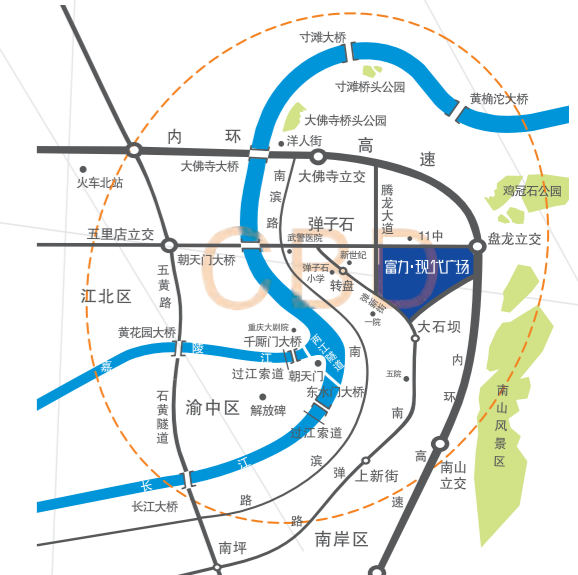 寸滩大桥
寸滩桥头公园
黄桷沱大桥
大佛寺桥头公园
内 环 高 速
洋人街
大佛寺大桥
火车北站
南滨路
大佛寺立交
腾龙大道
鸡冠石公园
弹子石
武警医院
11中
五里店立交
盘龙立交
CBD
朝天门大桥
新世纪
弹子石
小学
转盘
富力·现代广场
江北区
五黄路
一院
重庆大剧院
大石坝
黄花园大桥
千厮门大桥
两江隧道
嘉 陵 江
过江索道
朝天门
南
内环
五院
东水门大桥
石黄隧道
渝中区
解放碑
南
南山风景区
过江索道
滨
弹
高
上新街
南山
立交
长 江
长江大桥
路
路
速
南坪
南岸区